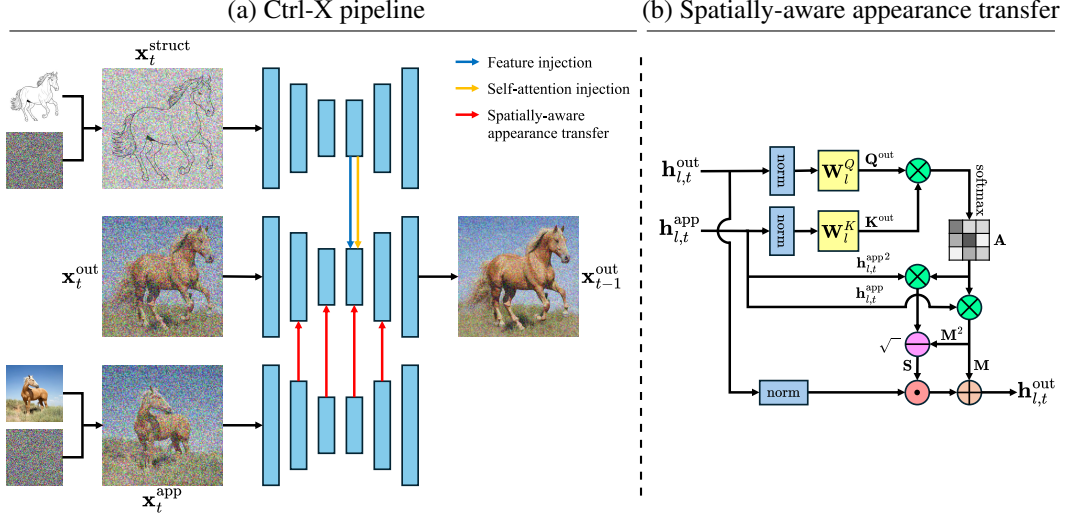 (a) Ctrl-X pipeline
(b) Spatially-aware appearance transfer
x_t^struct
Feature injection
Self-attention injection
Spatially-aware
appearance transfer
x_t^out
x_{t-1}^out
x_t^app
h_{l,t}^out
norm
W_l^Q
Q^out
softmax
h_{l,t}^app
norm
W_l^K
K^out
A
h_{l,t}^{app 2}
h_{l,t}^app
√
M^2
S
M
norm
h_{l,t}^out